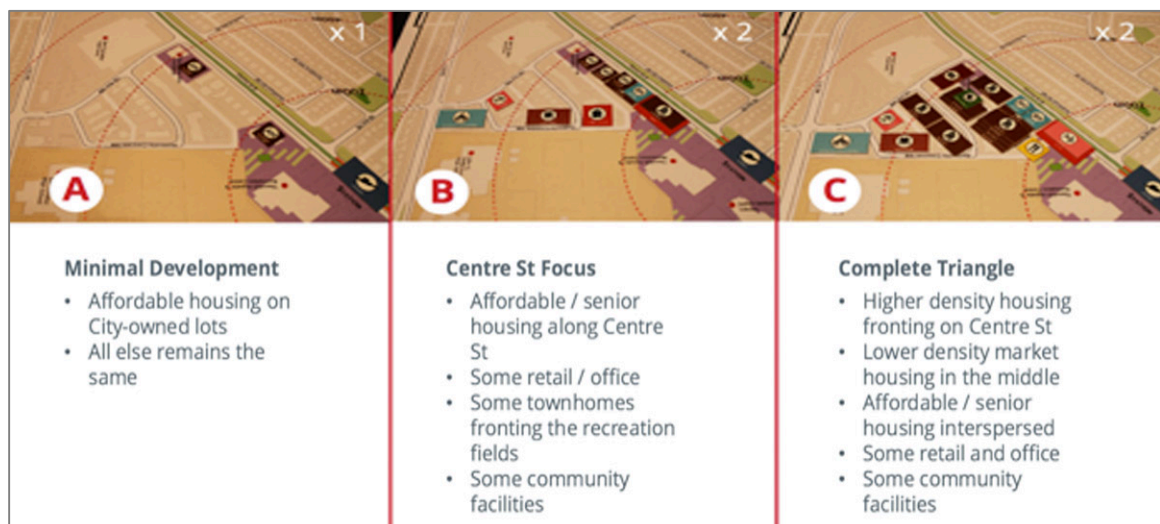 x 1
x 2
x 2
A
B
C
Minimal Development
• Affordable housing on
City-owned lots
• All else remains the
same
Centre St Focus
• Affordable / senior
housing along Centre
St
• Some retail / office
• Some townhomes
fronting the recreation
fields
• Some community
facilities
Complete Triangle
• Higher density housing
fronting on Centre St
• Lower density market
housing in the middle
• Affordable / senior
housing interspersed
• Some retail and office
• Some community
facilities